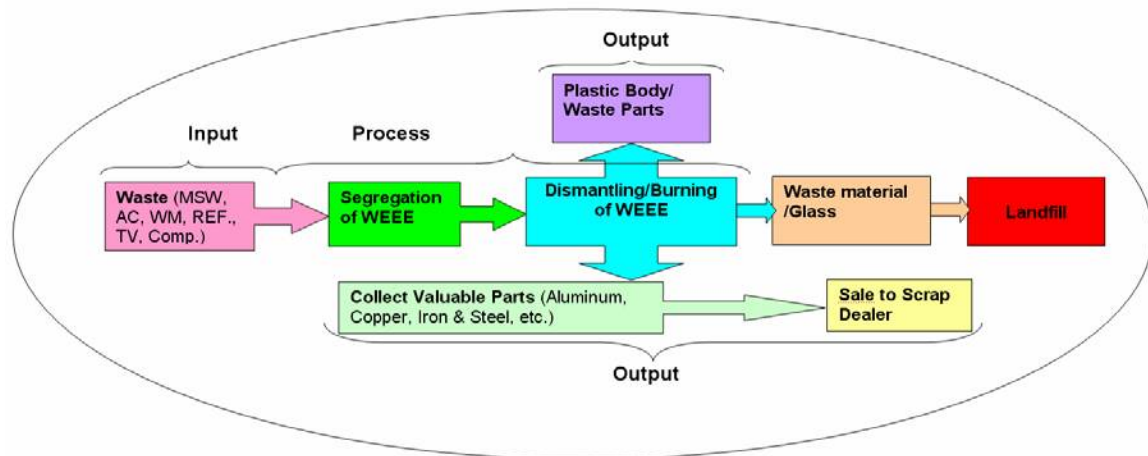 Output
Plastic Body/
Waste Parts
Input
Process
Waste (MSW,
AC, WM, REF.,
TV, Comp.)
Segregation
of WEEE
Dismantling/Burning
of WEEE
Waste material
/Glass
Landfill
Collect Valuable Parts (Aluminum,
Copper, Iron & Steel, etc.)
Sale to Scrap
Dealer
Output